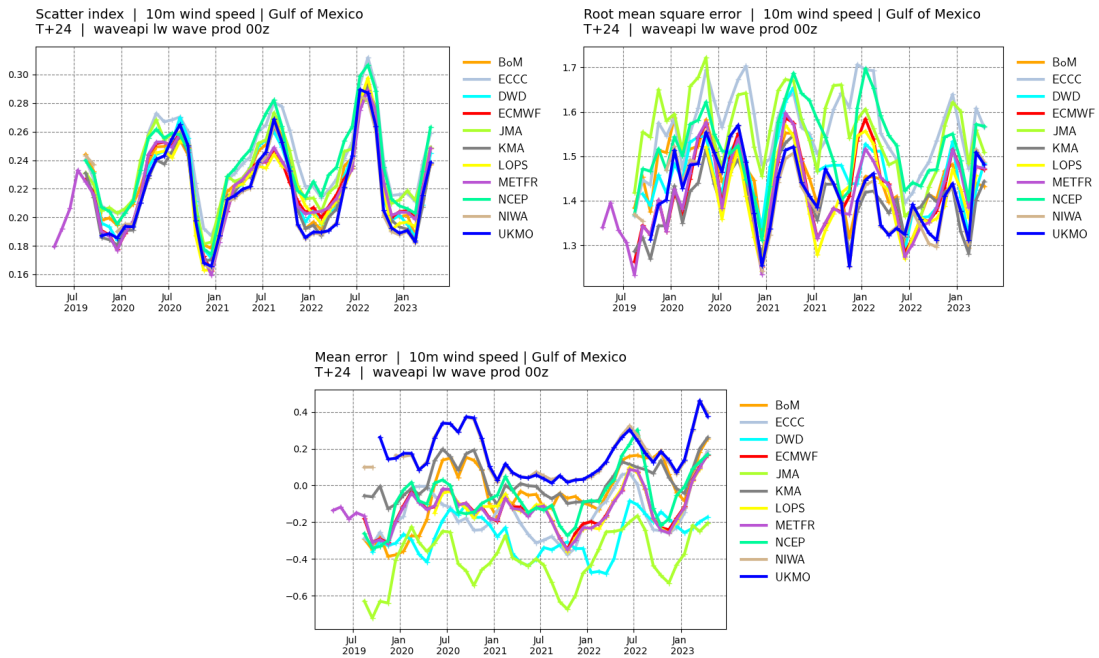 Scatter index | 10m wind speed | Gulf of Mexico
T+24 | waveapi lw wave prod 00z
0.30
0.28
0.26
0.24
0.22
0.20
0.18
0.16
Jul 2019
Jan 2020
Jul 2020
Jan 2021
Jul 2021
Jan 2022
Jul 2022
Jan 2023
BoM
ECCC
DWD
ECMWF
JMA
KMA
LOPS
METFR
NCEP
NIWA
UKMO
Root mean square error | 10m wind speed | Gulf of Mexico
T+24 | waveapi lw wave prod 00z
1.7
1.6
1.5
1.4
1.3
Jul 2019
Jan 2020
Jul 2020
Jan 2021
Jul 2021
Jan 2022
Jul 2022
Jan 2023
BoM
ECCC
DWD
ECMWF
JMA
KMA
LOPS
METFR
NCEP
NIWA
UKMO
Mean error | 10m wind speed | Gulf of Mexico
T+24 | waveapi lw wave prod 00z
0.4
0.2
0.0
−0.2
−0.4
−0.6
Jul 2019
Jan 2020
Jul 2020
Jan 2021
Jul 2021
Jan 2022
Jul 2022
Jan 2023
BoM
ECCC
DWD
ECMWF
JMA
KMA
LOPS
METFR
NCEP
NIWA
UKMO